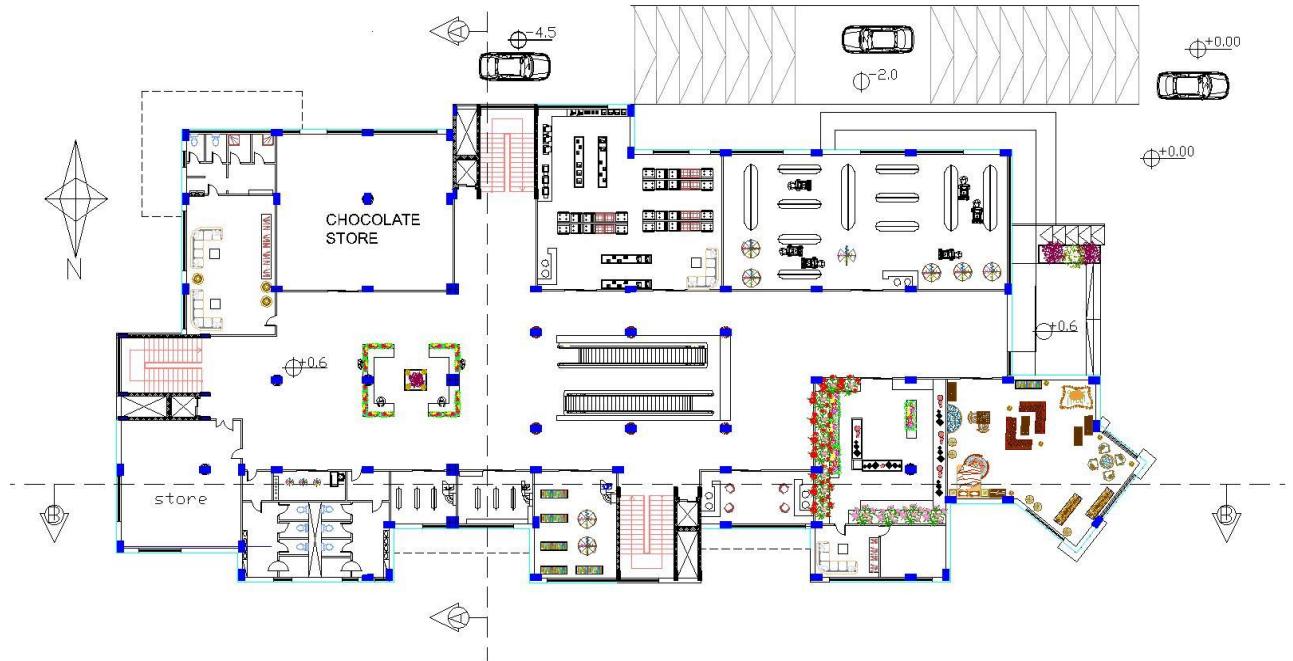 A
-4.5
+0.00
-2.0
+0.00
CHOCOLATE
STORE
N
+0.6
+0.6
store
B
B
A